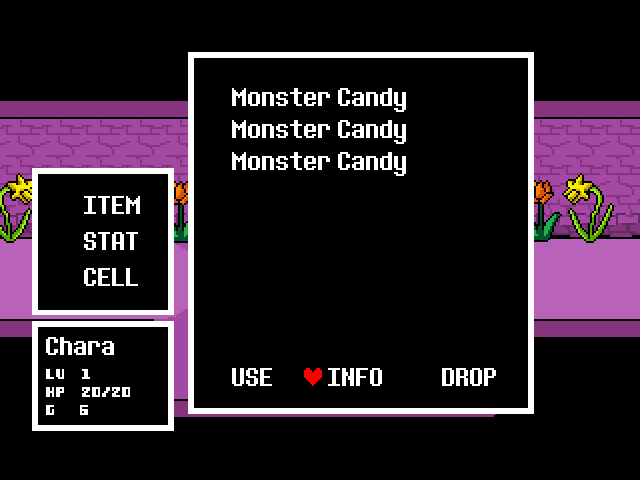 Monster Candy
Monster Candy
Monster Candy
ITEM
STAT
CELL
Chara
LV 1
HP 20/20
G 6
USE INFO DROP